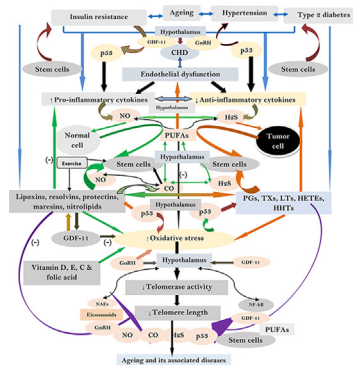 Insulin resistance
Ageing
Hypertension
Type 2 diabetes
Hypothalamus
GDF-11
GnRH
p53
CHD
p53
Stem cells
Stem cells
Endothelial dysfunction
↑Pro-inflammatory cytokines
Hypothalamus
↓Anti-inflammatory cytokines
NO
H2S
Normal
cell
PUFAs
Tumor
cell
(-)
Exercise
Stem cells
Hypothalamus
Stem cells
NO
CO
H2S
(-)
Lipoxins, resolvins, protectins,
maresins, nitrolipids
PGs, TXs, LTs, HETEs,
HHTs
p53
Hypothalamus
p53
(-)
GDF-11
(-)
(-)
↑Oxidative stress
Vitamin D, E, C &
folic acid
GnRH
Hypothalamus
GDF-11
↓Telomerase activity
NAEs
NF-kB
Eicosanoids
↓Telomere length
GnRH
GDF-11
NO
CO
H2S
p53
PUFAs
Stem cells
Ageing and its associated diseases